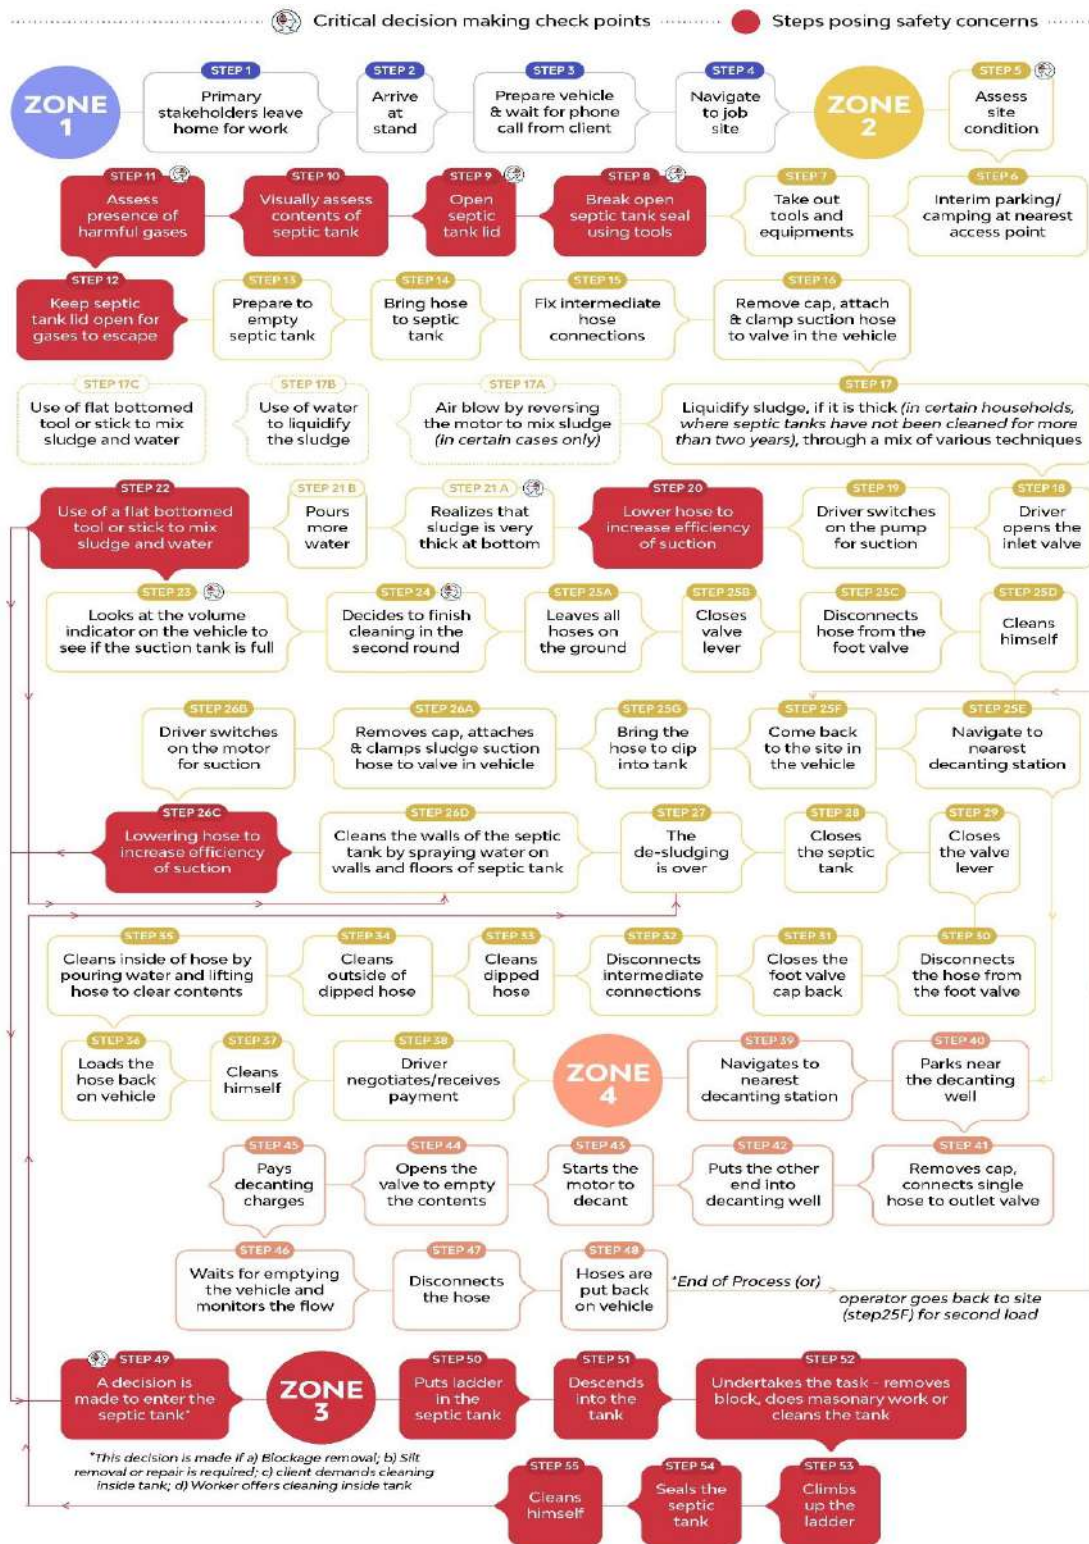 Critical decision making check points
Steps posing safety concerns
ZONE
1
STEP 1
Primary
stakeholders leave
home for work
STEP 2
Arrive
at
stand
STEP 3
Prepare vehicle
& wait for phone
call from client
STEP 4
Navigate
to job
site
ZONE
2
STEP 5
Assess
site
condition
STEP 6
Interim parking/
camping at nearest
access point
STEP 7
Take out
tools and
equipments
STEP 8
Break open
septic tank seal
using tools
STEP 9
Open
septic
tank lid
STEP 10
Visually assess
contents of
septic tank
STEP 11
Assess
presence of
harmful gases
STEP 12
Keep septic
tank lid open for
gases to escape
STEP 13
Prepare to
empty
septic tank
STEP 14
Bring hose
to septic
tank
STEP 15
Fix intermediate
hose
connections
STEP 16
Remove cap, attach
& clamp suction hose
to valve in the vehicle
STEP 17
Liquidify sludge, if it is thick (in certain households,
where septic tanks have not been cleaned for more
than two years), through a mix of various techniques
STEP 17A
Air blow by reversing
the motor to mix sludge
(in certain cases only)
STEP 17B
Use of water
to liquidify
the sludge
STEP 17C
Use of flat bottomed
tool or stick to mix
sludge and water
STEP 18
Driver
opens the
inlet valve
STEP 19
Driver switches
on the pump
for suction
STEP 20
Lower hose to
increase efficiency
of suction
STEP 21 A
Realizes that
sludge is very
thick at bottom
STEP 21 B
Pours
more
water
STEP 22
Use of a flat bottomed
tool or stick to mix
sludge and water
STEP 23
Looks at the volume
indicator on the vehicle to
see if the suction tank is full
STEP 24
Decides to finish
cleaning in the
second round
STEP 25A
Leaves all
hoses on
the ground
STEP 25B
Closes
valve
lever
STEP 25C
Disconnects
hose from the
foot valve
STEP 25D
Cleans
himself
STEP 25E
Navigate to
nearest
decanting station
STEP 25F
Come back
to the site in
the vehicle
STEP 25G
Bring the
hose to dip
into tank
STEP 26A
Removes cap, attaches
& clamps sludge suction
hose to valve in vehicle
STEP 26B
Driver switches
on the motor
for suction
STEP 26C
Lowering hose to
increase efficiency
of suction
STEP 26D
Cleans the walls of the septic
tank by spraying water on
walls and floors of septic tank
STEP 27
The
de-sludging
is over
STEP 28
Closes
the septic
tank
STEP 29
Closes
the valve
lever
STEP 30
Disconnects
the hose from
the foot valve
STEP 31
Closes the
foot valve
cap back
STEP 32
Disconnects
intermediate
connections
STEP 33
Cleans
dipped
hose
STEP 34
Cleans
outside of
dipped hose
STEP 35
Cleans inside of hose by
pouring water and lifting
hose to clear contents
STEP 36
Loads the
hose back
on vehicle
STEP 37
Cleans
himself
STEP 38
Driver
negotiates/receives
payment
ZONE
4
STEP 39
Navigates to
nearest
decanting station
STEP 40
Parks near
the decanting
well
STEP 41
Removes cap,
connects single
hose to outlet valve
STEP 42
Puts the other
end into
decanting well
STEP 43
Starts the
motor to
decant
STEP 44
Opens the
valve to empty
the contents
STEP 45
Pays
decanting
charges
STEP 46
Waits for emptying
the vehicle and
monitors the flow
STEP 47
Disconnects
the hose
STEP 48
Hoses are
put back
on vehicle
*End of Process (or)
operator goes back to site
(step25F) for second load
STEP 49
A decision is
made to enter the
septic tank*
ZONE
3
STEP 50
Puts ladder
in the
septic tank
STEP 51
Descends
into the
tank
STEP 52
Undertakes the task - removes
block, does masonary work or
cleans the tank
*This decision is made if a) Blockage removal; b) Silt
removal or repair is required; c) client demands cleaning
inside tank; d) Worker offers cleaning inside tank
STEP 53
Climbs
up the
ladder
STEP 54
Seals the
septic
tank
STEP 55
Cleans
himself